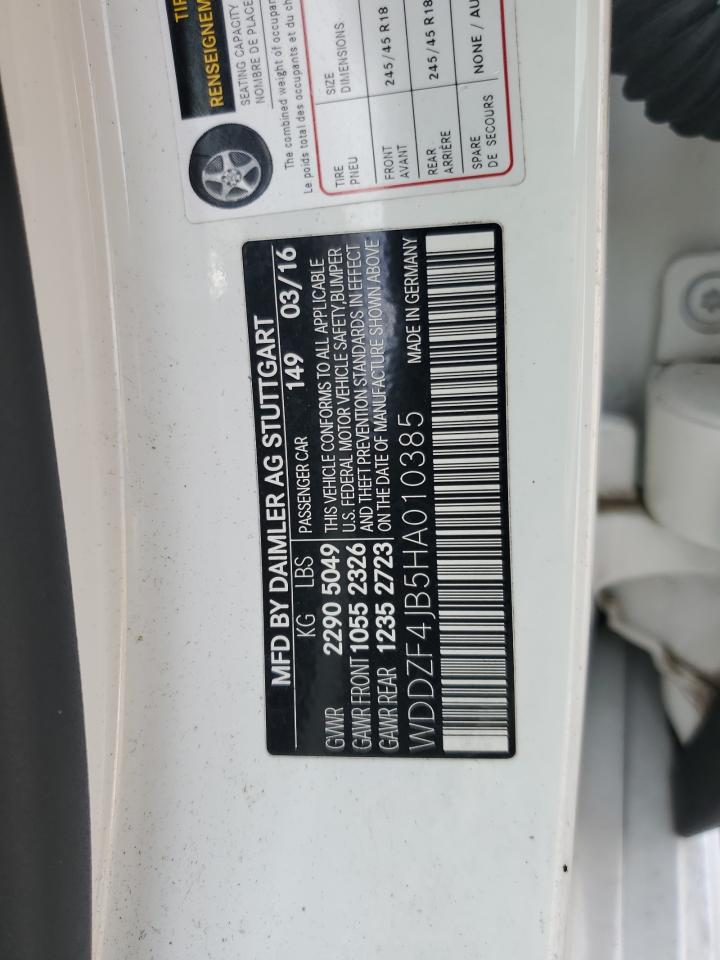 RENSEIGNEM
SEATING CAPACITY
NOMBRE DE PLACE
The combined weight of occupan
Le poids total des occupants et du ch
TIRE SIZE
PNEU DIMENSIONS
FRONT 245/45 R18
AVANT
REAR 245/45 R18
ARRIÈRE
SPARE NONE / AU
DE SECOURS
MFD BY DAIMLER AG STUTTGART
KG LBS PASSENGER CAR 149 03/16
GVWR 2290 5049 THIS VEHICLE CONFORMS TO ALL APPLICABLE
U.S. FEDERAL MOTOR VEHICLE SAFETY,BUMPER
GAWR FRONT 1055 2326 AND THEFT PREVENTION STANDARDS IN EFFECT
GAWR REAR 1235 2723 ON THE DATE OF MANUFACTURE SHOWN ABOVE
WDDZF4JB5HA010385 MADE IN GERMANY